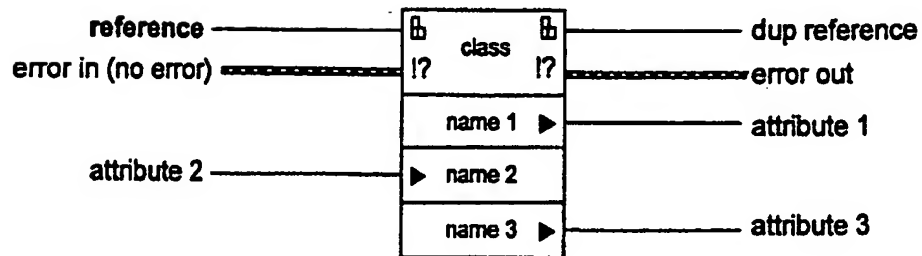 reference
class
dup reference
error in (no error)
!?
!?
error out
name 1
attribute 1
attribute 2
name 2
name 3
attribute 3